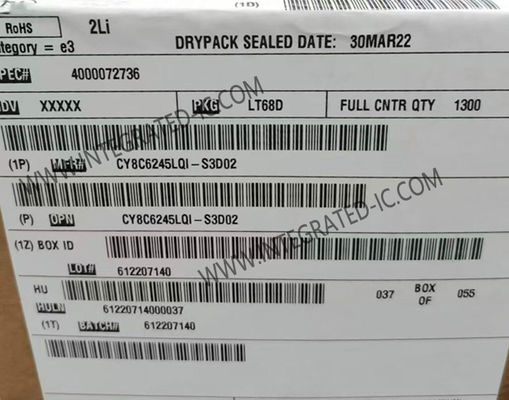 (1D)
RoHS 2Li
tegory = e3 DRYPACK SEALED DATE: 30MAR22
PEC# 4000072736
XXXXX PKG LT68D FULL CNTR QTY 1300
(1P) MFR# CY8C6245LQI-S3D02
(P) OPN CY8C6245LQI-S3D02
(1Z) BOX ID
LOT# 612207140
HU 037 BOX OF 055
HULN 61220714000037
(1T) BATCH# 612207140
WWW.INTEGRATED-IC.COM
WWW.INTEGRATED-IC.COM